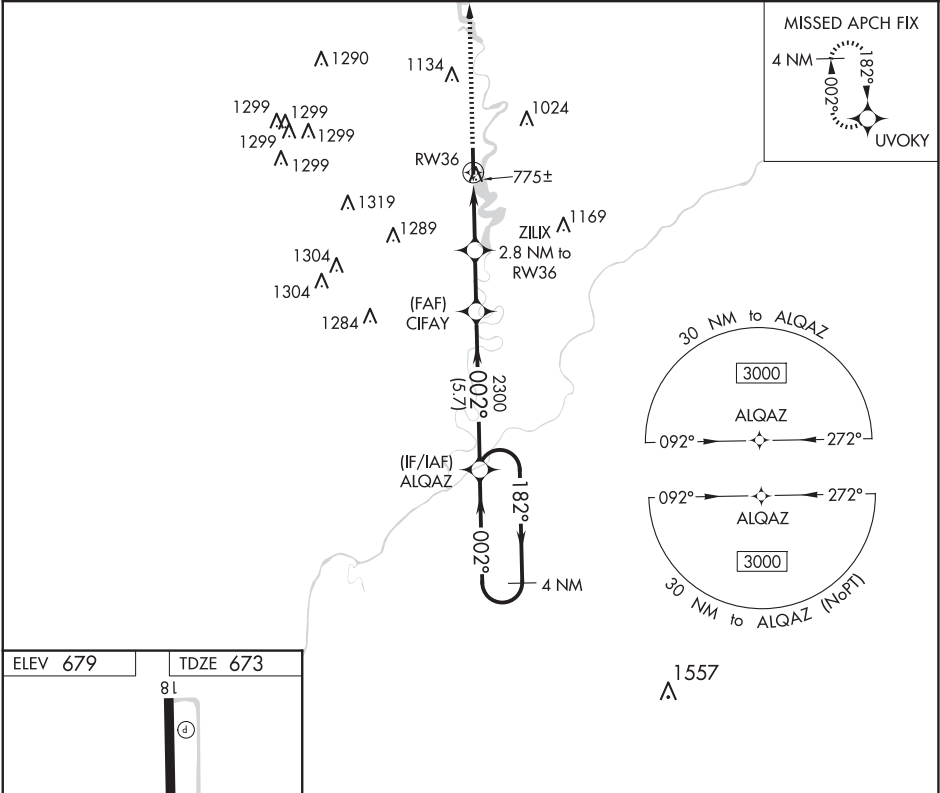 MISSED APCH FIX
4 NM
182°
002°
UVOKY
1290
1134
1299
1299
1299
1299
1299
1024
RW36
775±
1319
1289
1169
ZILIX
2.8 NM to
RW36
1304
1304
1284
(FAF)
CIFAY
2300
002°
(5.7)
(IF/IAF)
ALQAZ
182°
002°
4 NM
30 NM to ALQAZ
3000
ALQAZ
092°
272°
092°
272°
ALQAZ
3000
30 NM to ALQAZ (NoPT)
1557
ELEV 679
TDZE 673
18
P